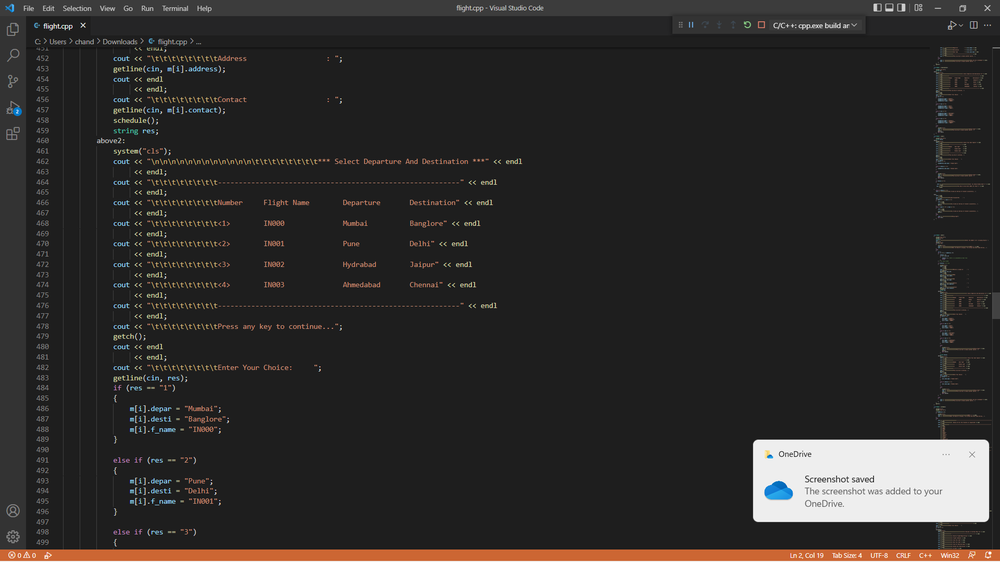 File Edit Selection View Go Run Terminal Help
flight.cpp - Visual Studio Code
flight.cpp
C/C++: cpp.exe build ar
C: > Users > chand > Downloads > flight.cpp > ...
451 << endl;
452 cout << "\t\t\t\t\t\t\t\tAddress                   : ";
453 getline(cin, m[i].address);
454 cout << endl
455 << endl;
456 cout << "\t\t\t\t\t\t\t\tContact                   : ";
457 getline(cin, m[i].contact);
458 schedule();
459 string res;
460 above2:
461 system("cls");
462 cout << "\n\n\n\n\n\n\n\n\n\n\n\n\t\t\t\t\t\t\t*** Select Departure And Destination ***" << endl
463 << endl;
464 cout << "\t\t\t\t\t\t\t\t----------------------------------------------------------" << endl
465 << endl;
466 cout << "\t\t\t\t\t\t\t\tNumber     Flight Name        Departure       Destination" << endl
467 << endl;
468 cout << "\t\t\t\t\t\t\t\t<1>        IN000              Mumbai          Banglore" << endl
469 << endl;
470 cout << "\t\t\t\t\t\t\t\t<2>        IN001              Pune            Delhi" << endl
471 << endl;
472 cout << "\t\t\t\t\t\t\t\t<3>        IN002              Hydrabad        Jaipur" << endl
473 << endl;
474 cout << "\t\t\t\t\t\t\t\t<4>        IN003              Ahmedabad       Chennai" << endl
475 << endl;
476 cout << "\t\t\t\t\t\t\t\t----------------------------------------------------------" << endl
477 << endl;
478 cout << "\t\t\t\t\t\t\t\tPress any key to continue...";
479 getch();
480 cout << endl
481 << endl;
482 cout << "\t\t\t\t\t\t\t\tEnter Your Choice:     ";
483 getline(cin, res);
484 if (res == "1")
485 {
486 m[i].depar = "Mumbai";
487 m[i].desti = "Banglore";
488 m[i].f_name = "IN000";
489 }
490
491 else if (res == "2")
492 {
493 m[i].depar = "Pune";
494 m[i].desti = "Delhi";
495 m[i].f_name = "IN001";
496 }
497
498 else if (res == "3")
499 {
2
OneDrive
Screenshot saved
The screenshot was added to your
OneDrive.
0 0
Ln 2, Col 19 Tab Size: 4 UTF-8 CRLF C++ Win32